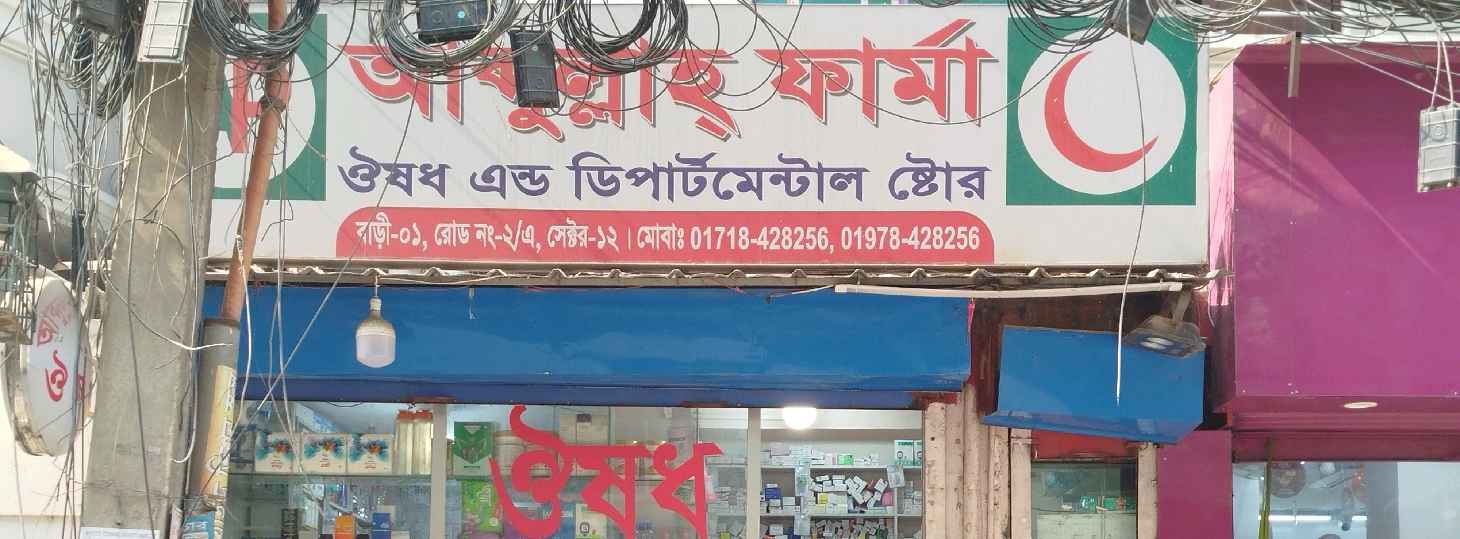 আব্দুল্লাহ্ ফার্মা
ঔষধ এন্ড ডিপার্টমেন্টাল ষ্টোর
বাড়ী-০১, রোড নং-২/এ, সেক্টর-১২। মোবাঃ 01718-428256, 01978-428256
ঔষধ